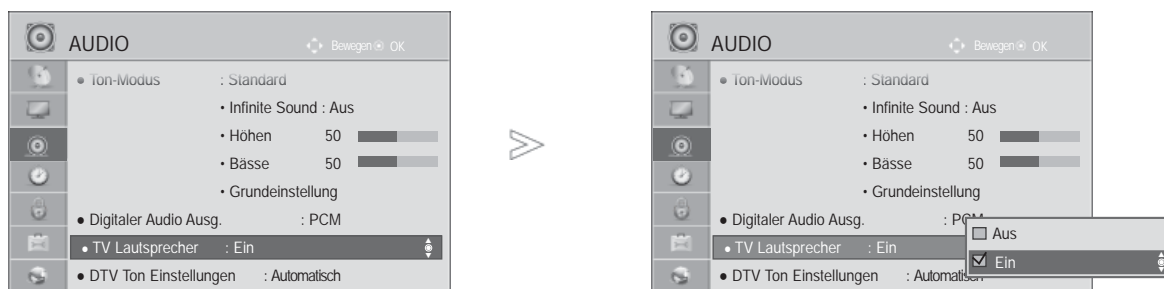 AUDIO Bewegen OK
• Ton-Modus : Standard
• Infinite Sound : Aus
• Höhen 50
• Bässe 50
• Grundeinstellung
• Digitaler Audio Ausg. : PCM
• TV Lautsprecher : Ein
• DTV Ton Einstellungen : Automatisch
AUDIO Bewegen OK
• Ton-Modus : Standard
• Infinite Sound : Aus
• Höhen 50
• Bässe 50
• Grundeinstellung
• Digitaler Audio Ausg. : PCM
• TV Lautsprecher : Ein
• DTV Ton Einstellungen : Automatisch
Aus
Ein